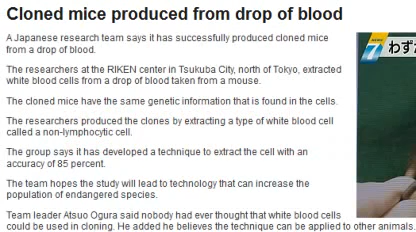 Cloned mice produced from drop of blood
A Japanese research team says it has successfully produced cloned mice
from a drop of blood.
The researchers at the RIKEN center in Tsukuba City, north of Tokyo, extracted
white blood cells from a drop of blood taken from a mouse.
The cloned mice have the same genetic information that is found in the cells.
The researchers produced the clones by extracting a type of white blood cell
called a non-lymphocytic cell.
The group says it has developed a technique to extract the cell with an
accuracy of 85 percent.
The team hopes the study will lead to technology that can increase the
population of endangered species.
Team leader Atsuo Ogura said nobody had ever thought that white blood cells
could be used in cloning. He added he believes the technique can be applied to other animals.
NEWS
7
わずか